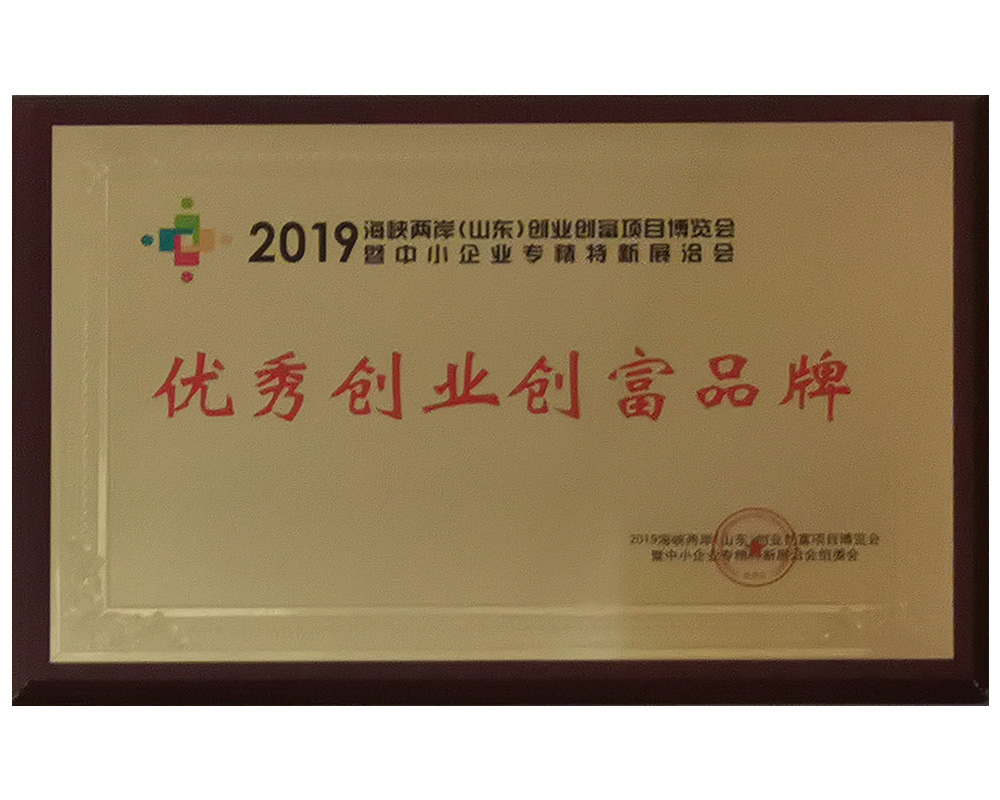 2019海峡两岸(山东)创业创富项目博览会
暨中小企业专精特新展洽会
优秀创业创富品牌
2019海峡两岸(山东)创业创富项目博览会
暨中小企业专精特新展洽会组委会